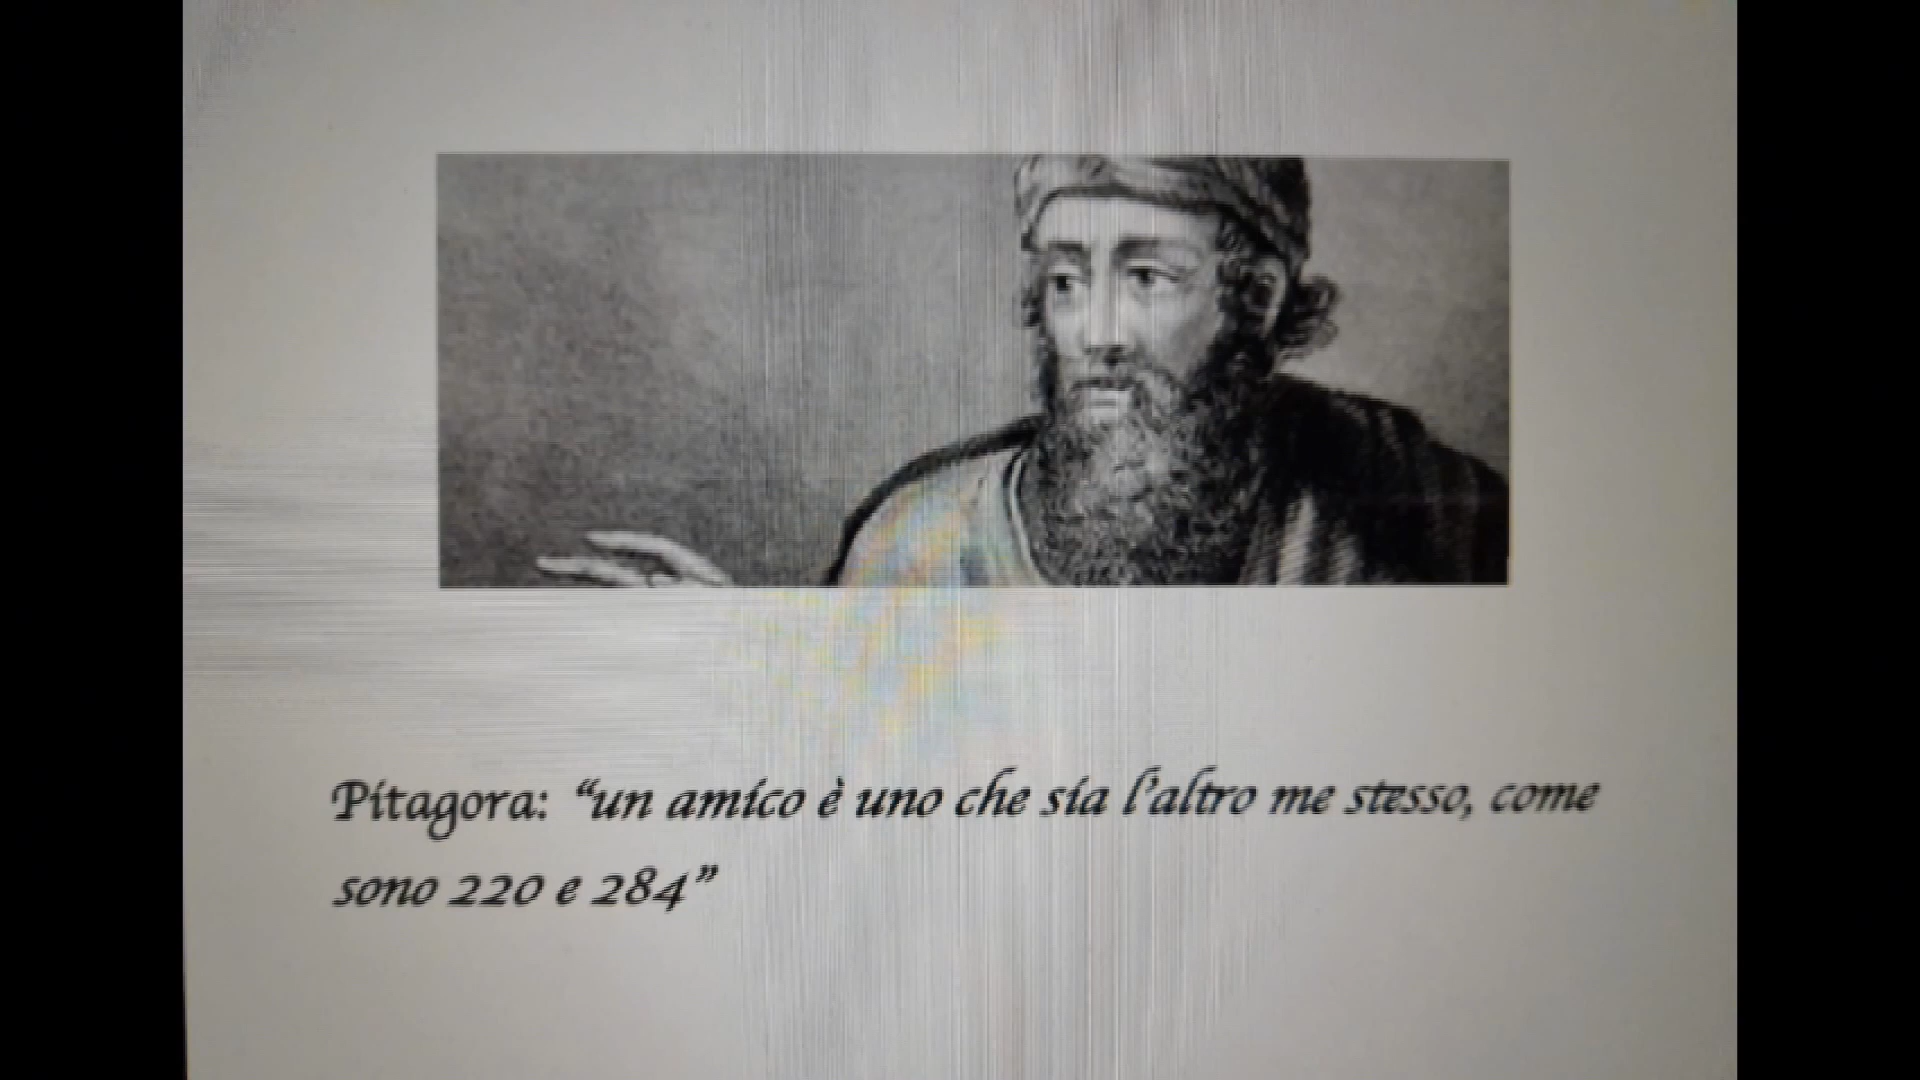 Pitagora: “un amico è uno che sia l’altro me stesso, come
sono 220 e 284”